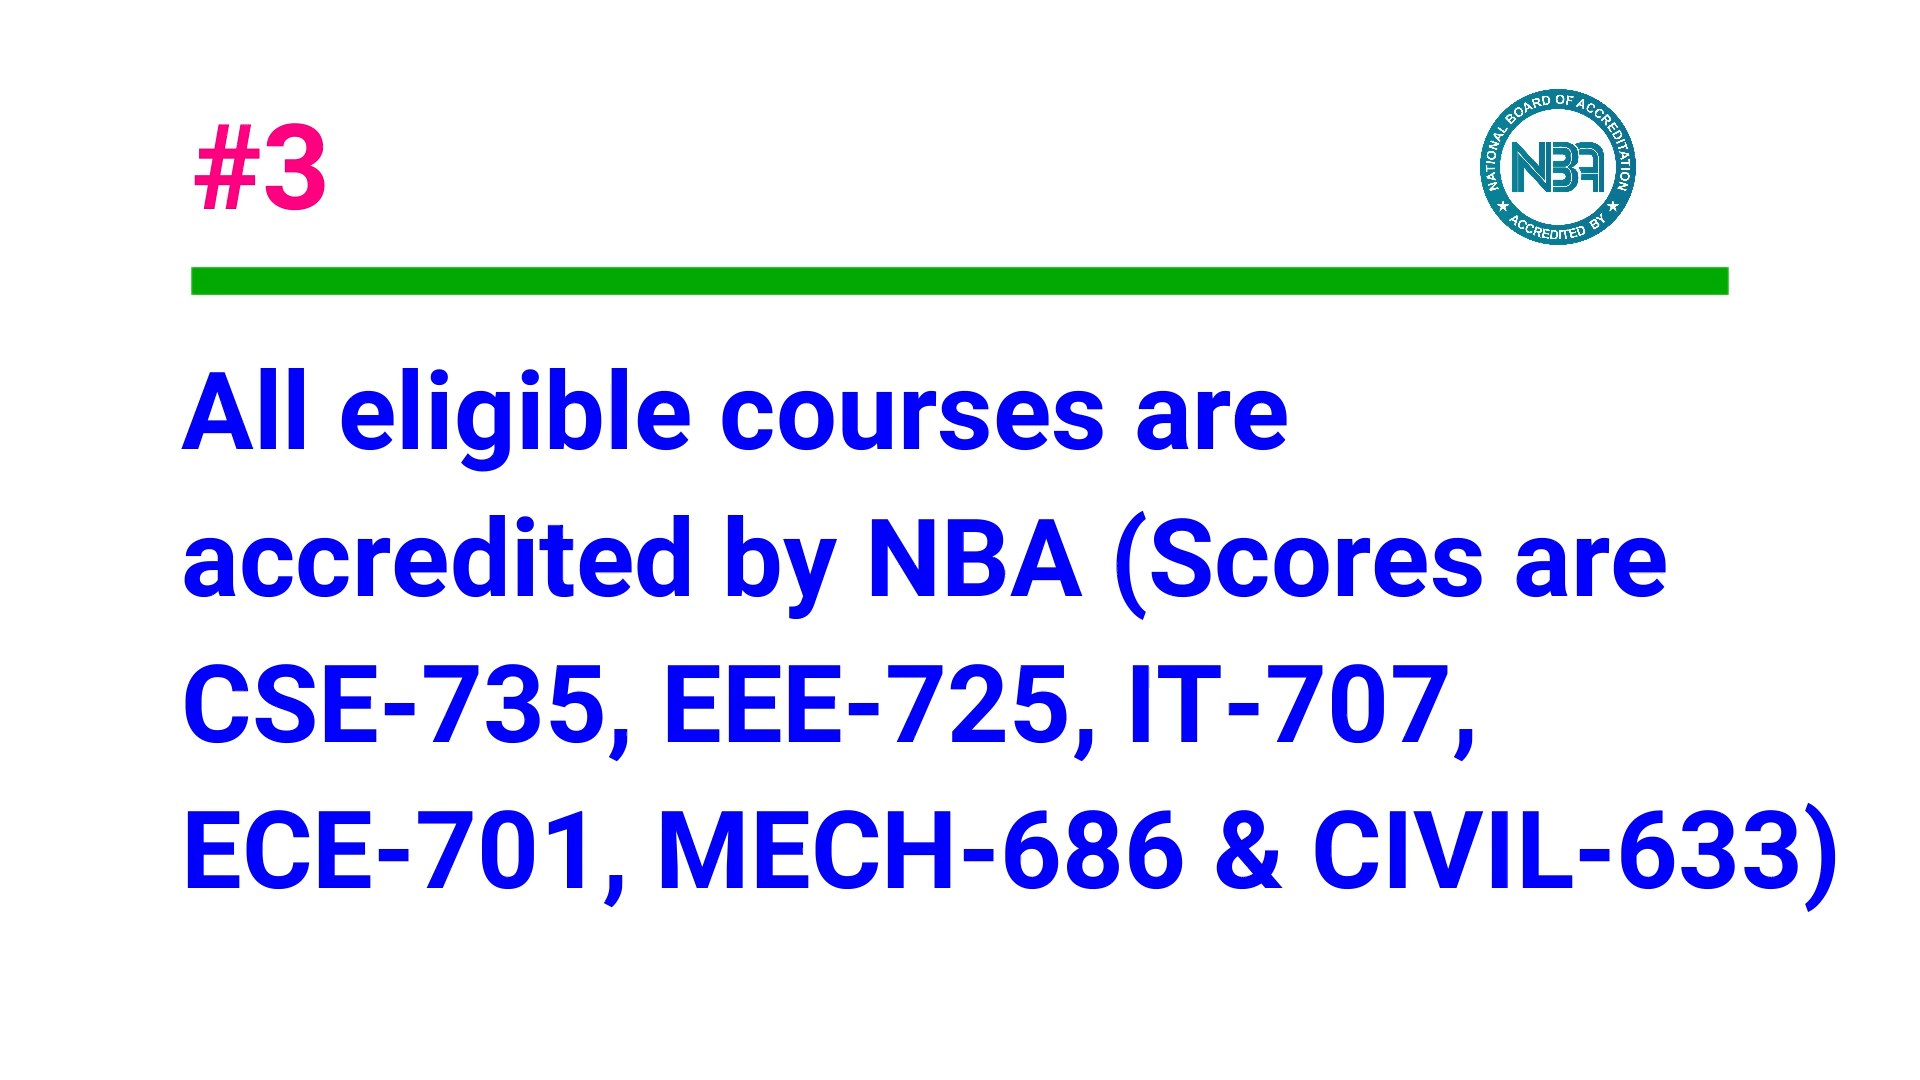 #3
NATIONAL BOARD OF ACCREDITATION
NBA
★ ACCREDITED BY ★
All eligible courses are
accredited by NBA (Scores are
CSE-735, EEE-725, IT-707,
ECE-701, MECH-686 & CIVIL-633)